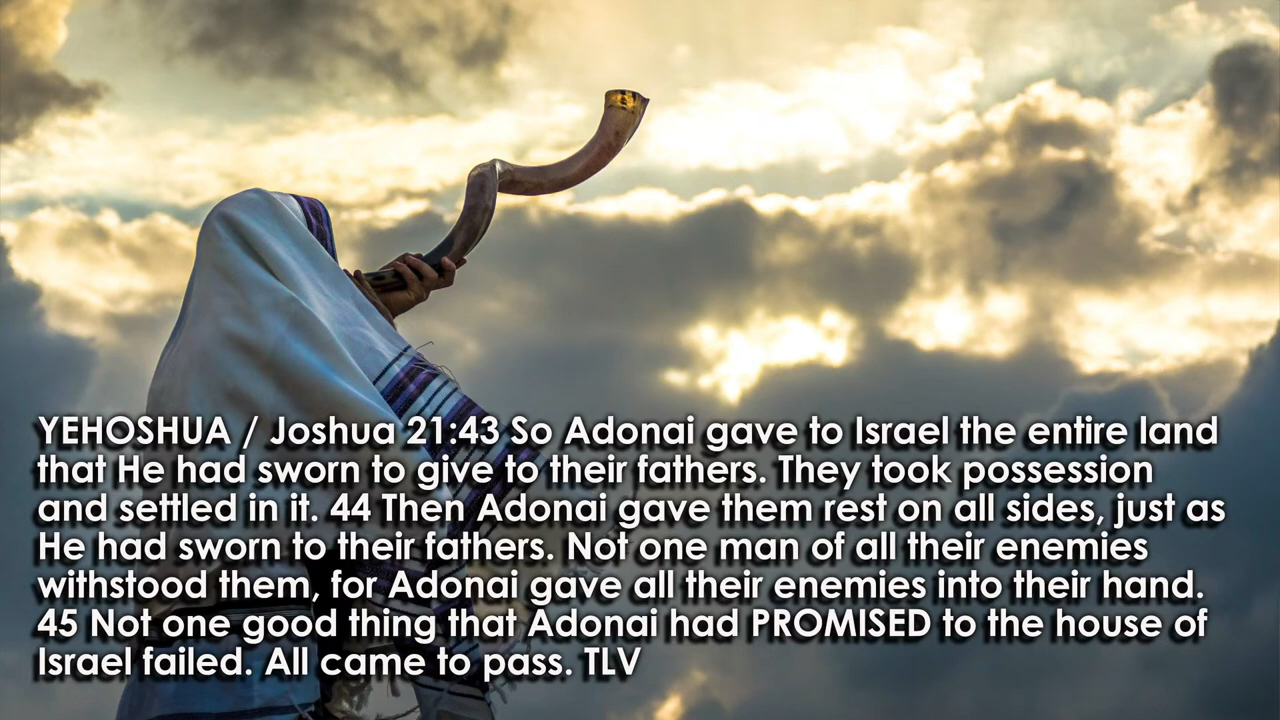 YEHOSHUA / Joshua 21:43 So Adonai gave to Israel the entire land
that He had sworn to give to their fathers. They took possession
and settled in it. 44 Then Adonai gave them rest on all sides, just as
He had sworn to their fathers. Not one man of all their enemies
withstood them, for Adonai gave all their enemies into their hand.
45 Not one good thing that Adonai had PROMISED to the house of
Israel failed. All came to pass. TLV